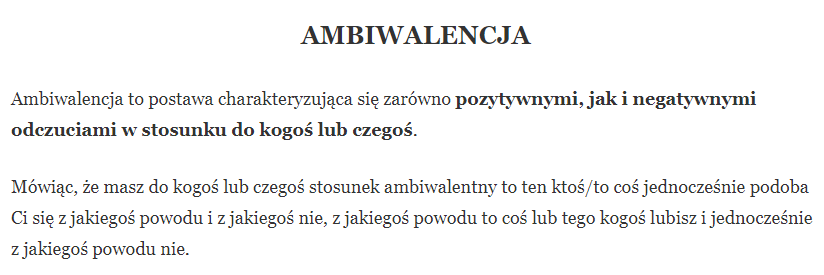 AMBIWALENCJA
Ambiwalencja to postawa charakteryzująca się zarówno pozytywnymi, jak i negatywnymi
odczuciami w stosunku do kogoś lub czegoś.
Mówiąc, że masz do kogoś lub czegoś stosunek ambiwalentny to ten ktoś/to coś jednocześnie podoba
Ci się z jakiegoś powodu i z jakiegoś nie, z jakiegoś powodu to coś lub tego kogoś lubisz i jednocześnie
z jakiegoś powodu nie.